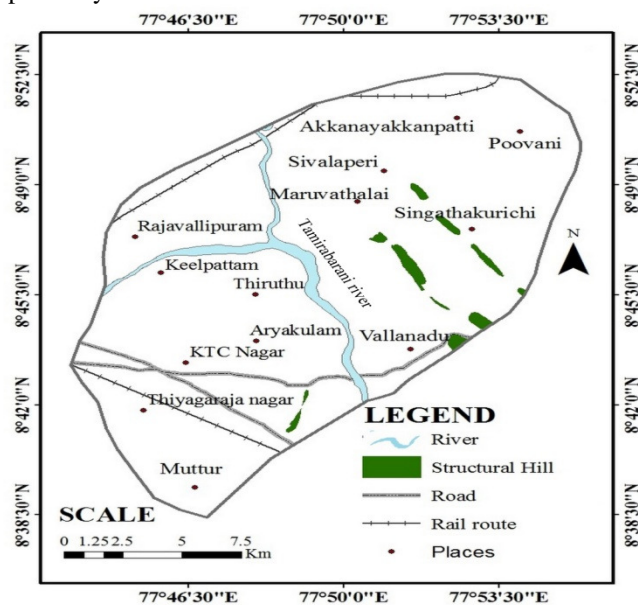 77°46'30"E 77°50'0"E 77°53'30"E
8°52'30"N
8°52'30"N
Akkanayakkanpatti
Poovani
Sivalaperi
8°49'0"N
8°49'0"N
Maruvathalai
Singathakurichi
Rajavallipuram
Tamirabarani river
N
Keelpattam
Thiruthu
8°45'30"N
8°45'30"N
Aryakulam
Vallanadu
KTC Nagar
8°42'0"N
8°42'0"N
Thiyagaraja nagar
Muttur
LEGEND
River
Structural Hill
Road
Rail route
Places
8°38'30"N
8°38'30"N
SCALE
0 1.25 2.5 5 7.5
Km
77°46'30"E 77°50'0"E 77°53'30"E